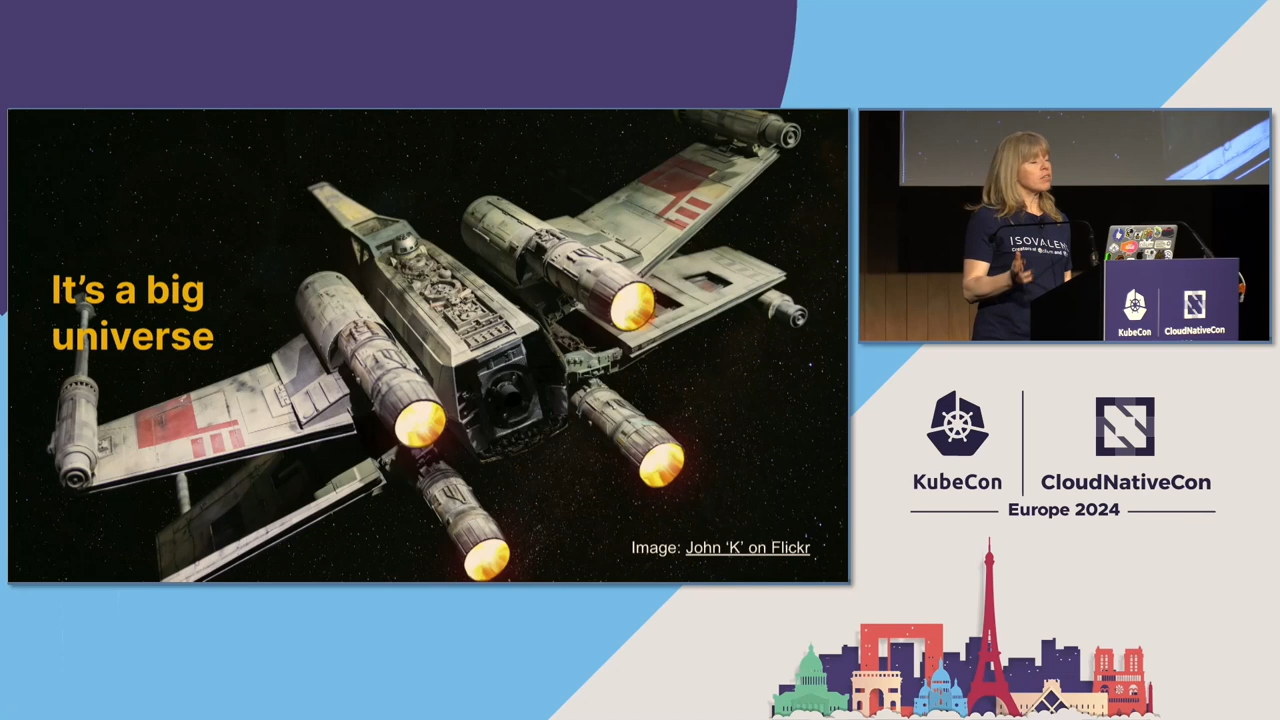 It's a big
universe
Image: John 'K' on Flickr
ISOVALENT
KubeCon
CloudNativeCon
KubeCon
CloudNativeCon
Europe 2024